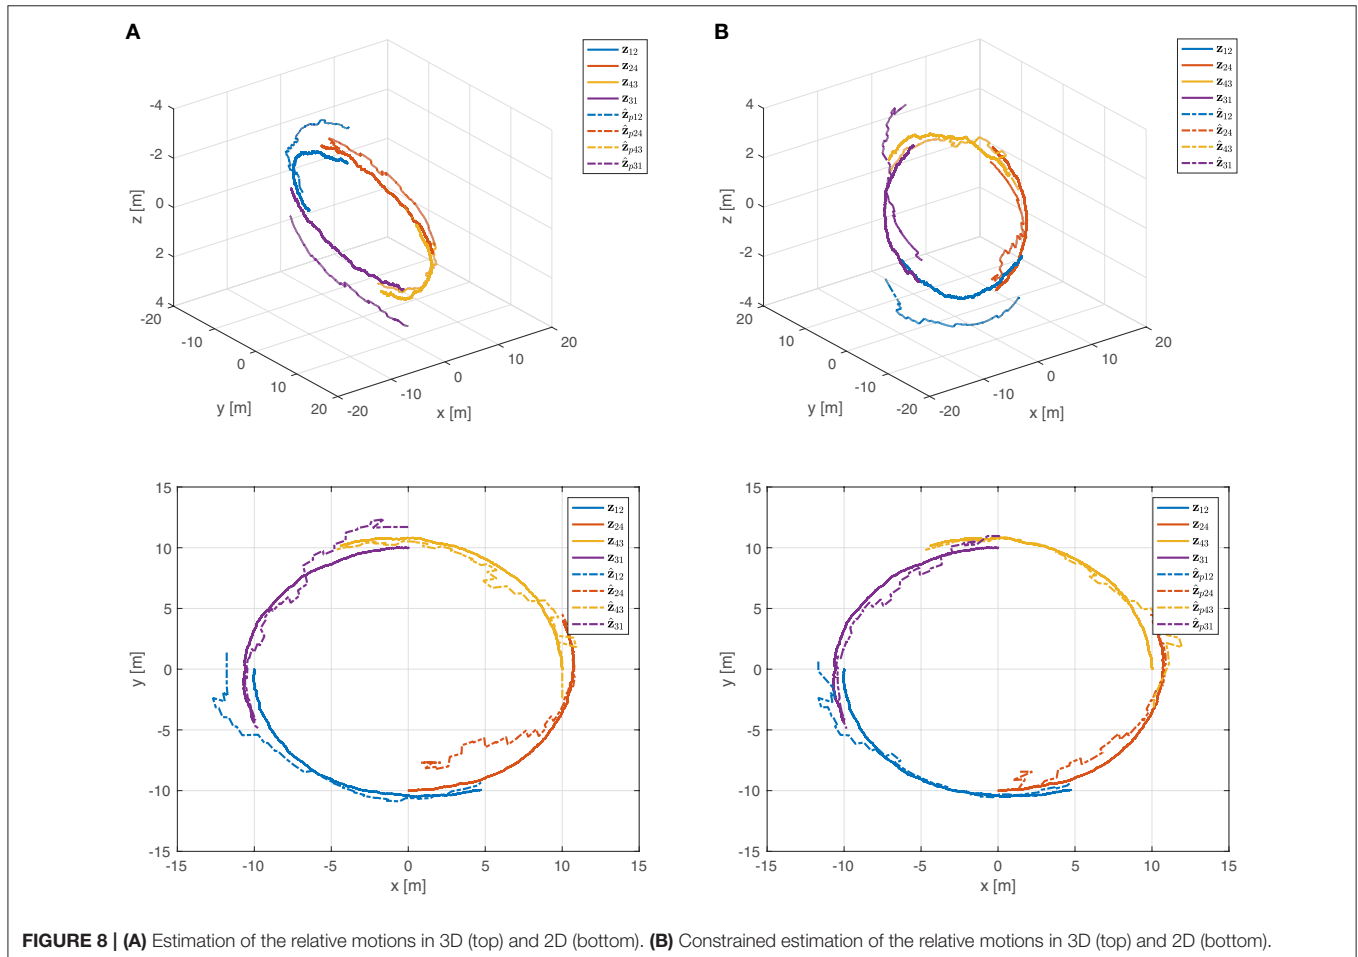 A
B
z12
z24
z43
z31
ẑp12
ẑp24
ẑp43
ẑp31
-4
-2
0
2
4
z [m]
-20
-10
0
10
20
y [m]
-20
-10
0
10
20
x [m]
z12
z24
z43
z31
ẑ12
ẑ24
ẑ43
ẑ31
4
2
0
-2
-4
z [m]
20
10
0
-10
-20
y [m]
-20
-10
0
10
20
x [m]
15
10
5
0
-5
-10
-15
y [m]
-15
-10
-5
0
5
10
15
x [m]
z12
z24
z43
z31
ẑ12
ẑ24
ẑ43
ẑ31
15
10
5
0
-5
-10
-15
y [m]
-15
-10
-5
0
5
10
15
x [m]
z12
z24
z43
z31
ẑp12
ẑp24
ẑp43
ẑp31
FIGURE 8 | (A) Estimation of the relative motions in 3D (top) and 2D (bottom). (B) Constrained estimation of the relative motions in 3D (top) and 2D (bottom).